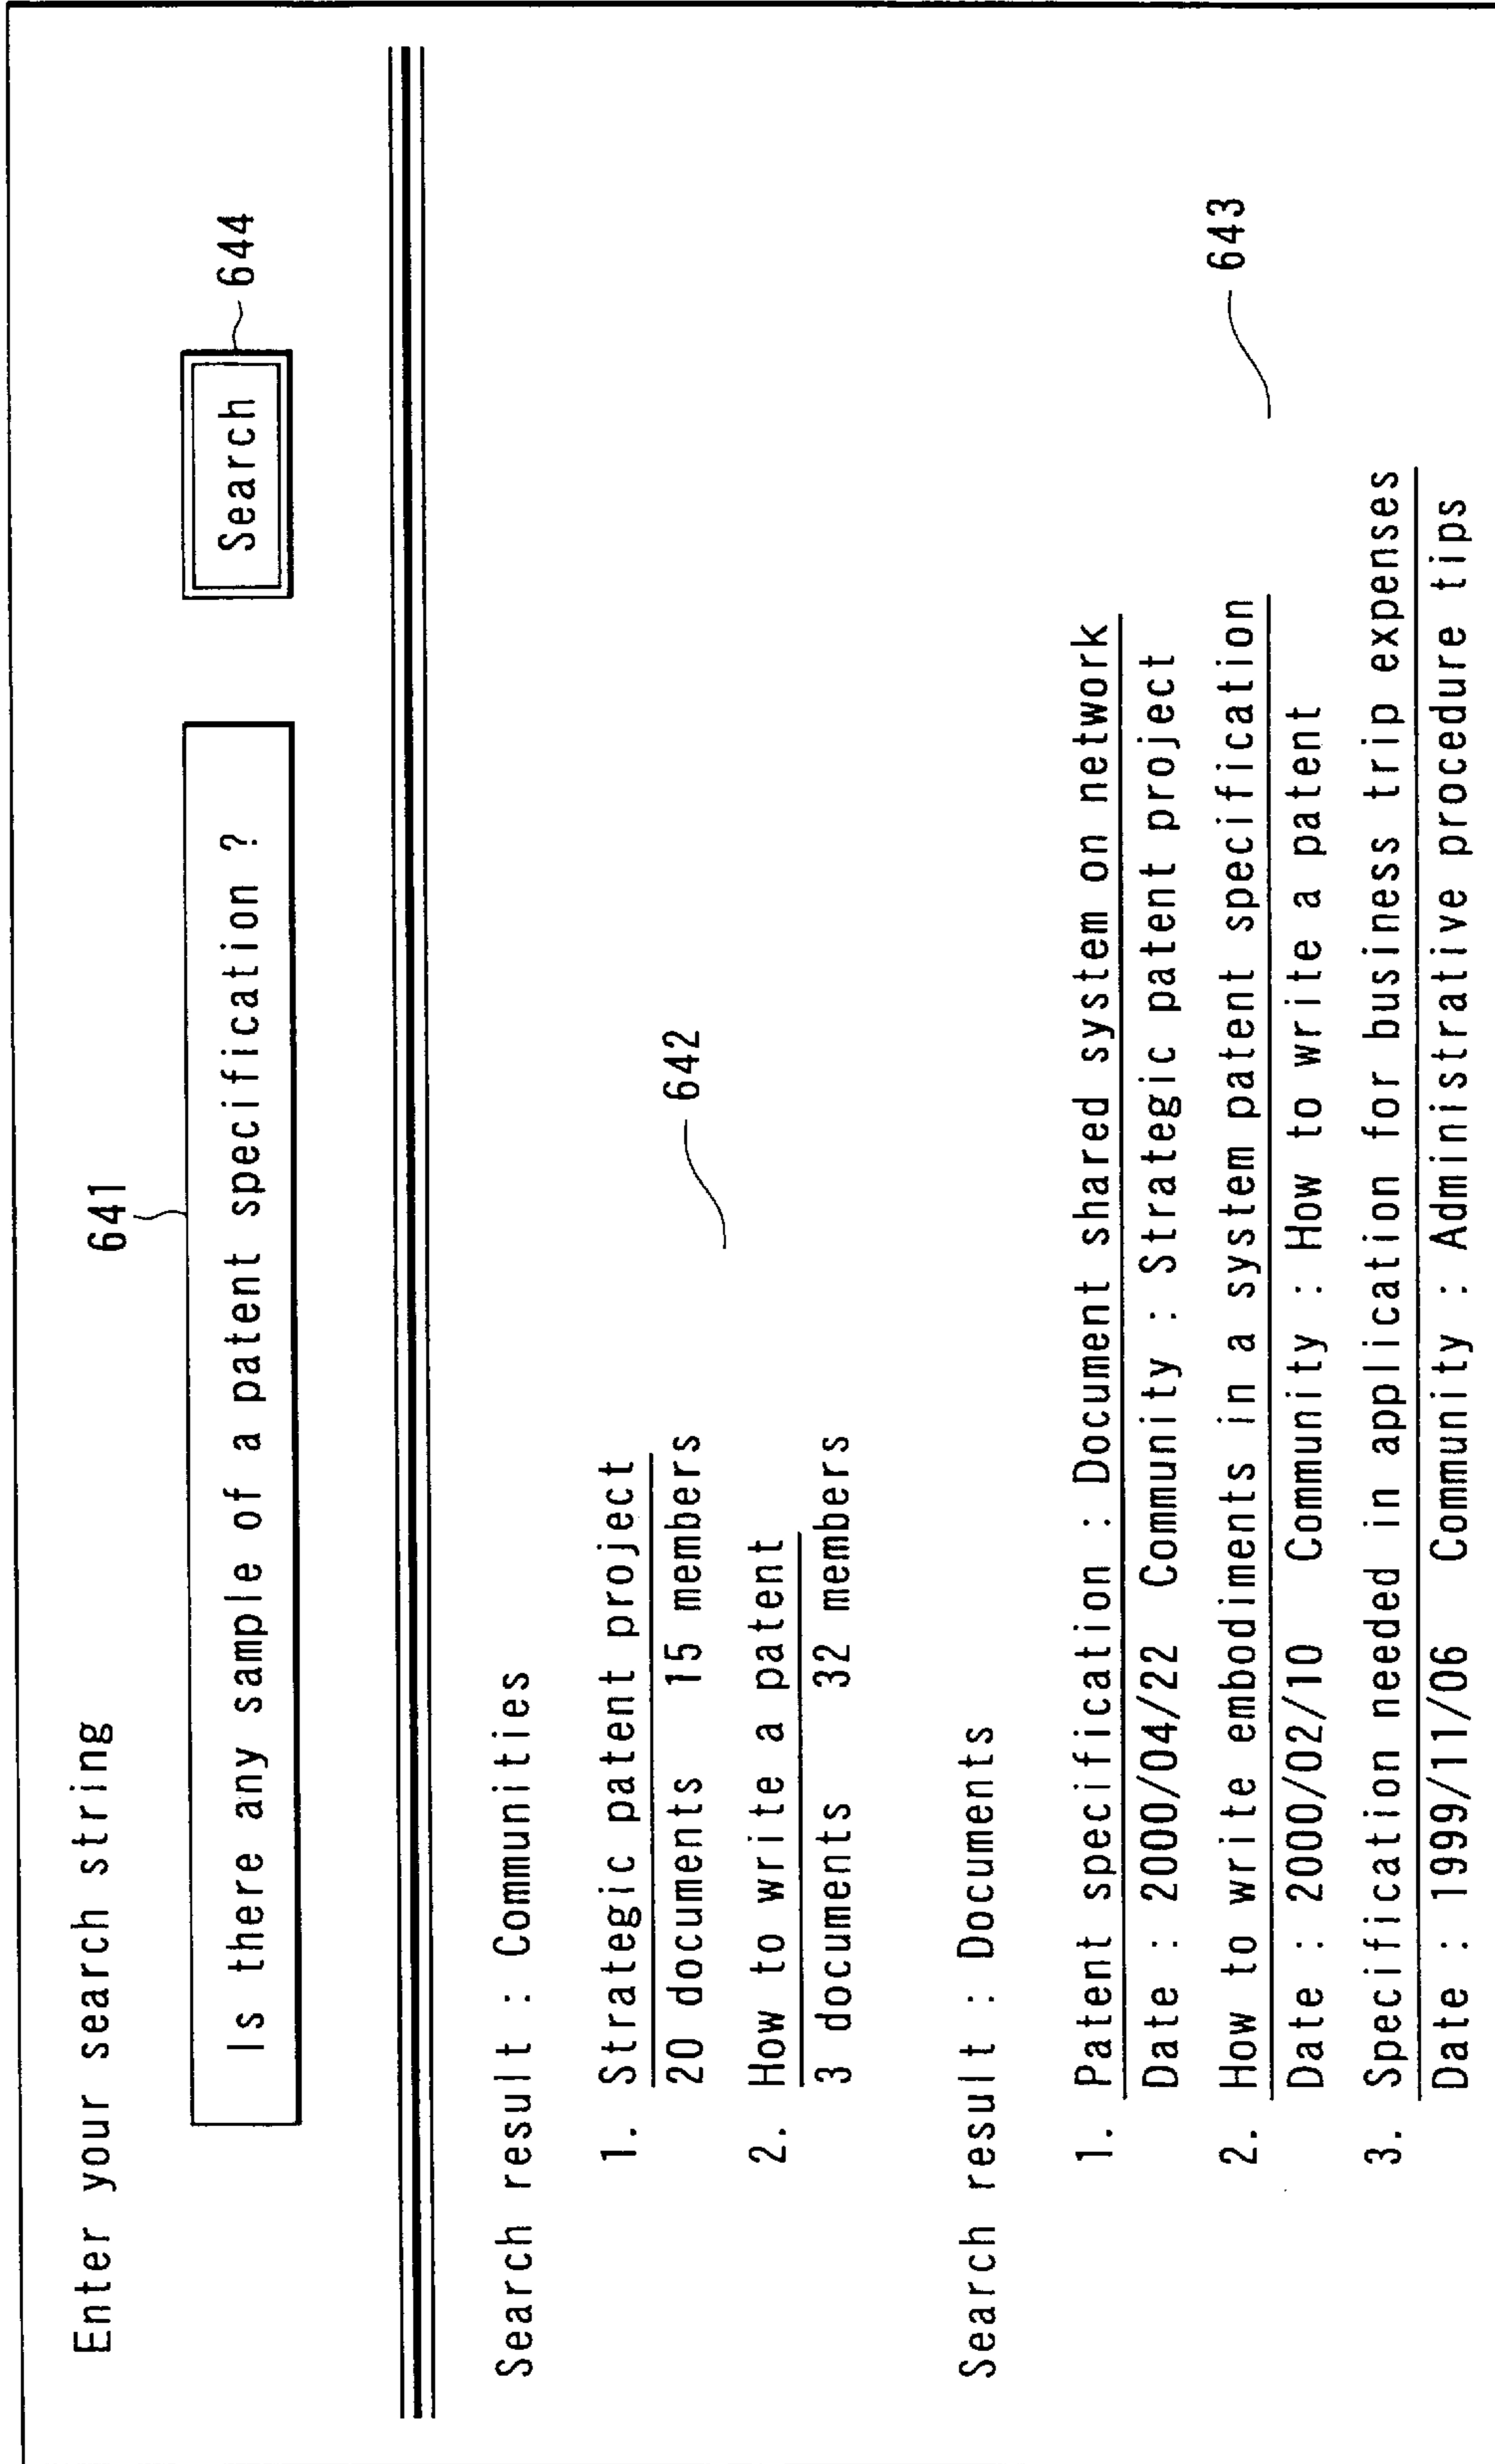 Enter your search string
641
Is there any sample of a patent specification ?
Search
644
Search result : Communities
1. Strategic patent project
20 documents 15 members
642
2. How to write a patent
3 documents 32 members
Search result : Documents
1. Patent specification : Document shared system on network
Date : 2000/04/22 Community : Strategic patent project
643
2. How to write embodiments in a system patent specification
Date : 2000/02/10 Community : How to write a patent
3. Specification needed in application for business trip expenses
Date : 1999/11/06 Community : Administrative procedure tips